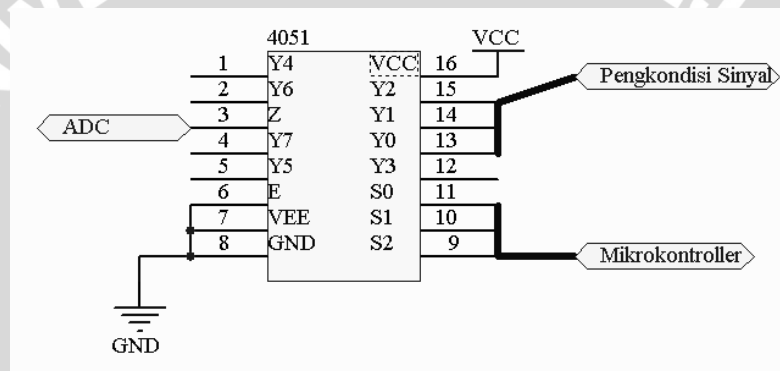 4051
VCC
1 Y4 VCC 16
2 Y6 Y2 15
3 Z Y1 14
4 Y7 Y0 13
5 Y5 Y3 12
6 E S0 11
7 VEE S1 10
8 GND S2 9
ADC
Pengkondisi Sinyal
Mikrokontroller
GND